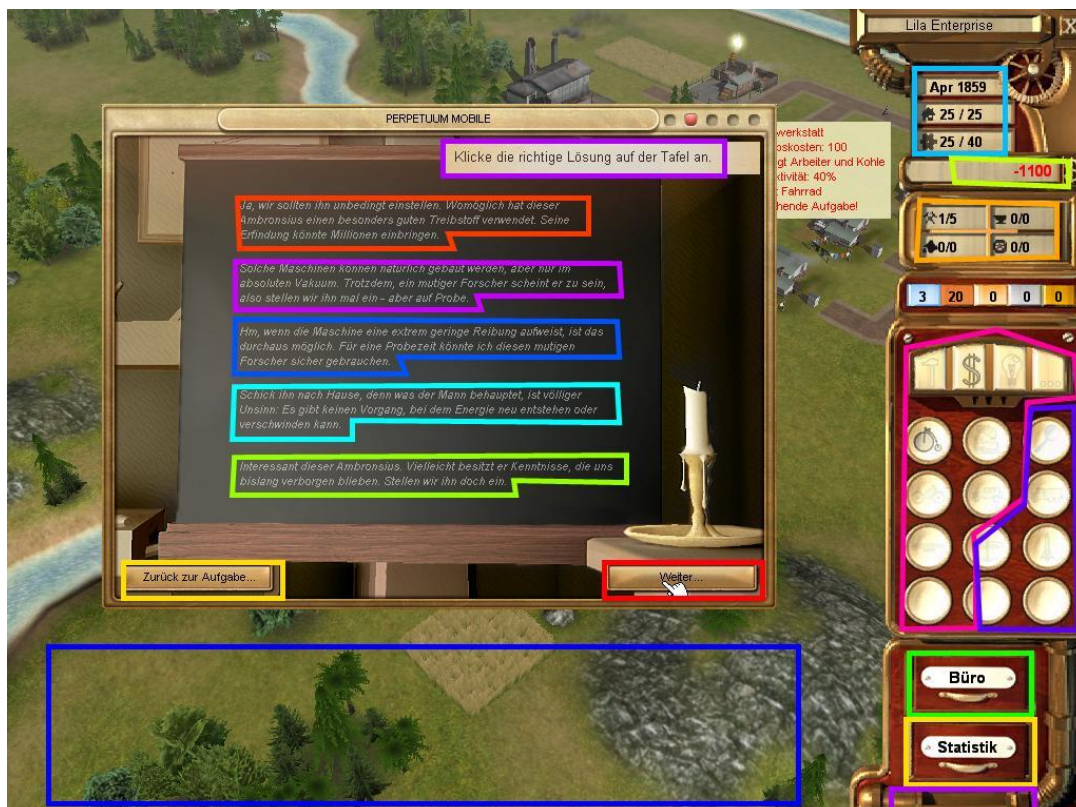 Lila Enterprise
X
Apr 1859
25 / 25
25 / 40
-1100
1/5
0/0
0/0
0/0
3 20 0 0 0
$
...
PERPETUUM MOBILE
Klicke die richtige Lösung auf der Tafel an.
werkstatt
bskosten: 100
gt Arbeiter und Kohle
ktivität: 40%
: Fahrrad
hende Aufgabe!
Ja, wir sollten ihn unbedingt einstellen. Womöglich hat dieser
Ambronsius einen besonders guten Treibstoff verwendet. Seine
Erfindung könnte Millionen einbringen.
Solche Maschinen können natürlich gebaut werden, aber nur im
absoluten Vakuum. Trotzdem, ein mutiger Forscher scheint er zu sein,
also stellen wir ihn mal ein - aber auf Probe.
Hm, wenn die Maschine eine extrem geringe Reibung aufweist, ist das
durchaus möglich. Für eine Probezeit könnte ich diesen mutigen
Forscher sicher gebrauchen.
Schick ihn nach Hause, denn was der Mann behauptet, ist völliger
Unsinn: Es gibt keinen Vorgang, bei dem Energie neu entstehen oder
verschwinden kann.
Interessant dieser Ambronsius. Vielleicht besitzt er Kenntnisse, die uns
bislang verborgen blieben. Stellen wir ihn doch ein.
Zurück zur Aufgabe...
Weiter...
Büro
Statistik